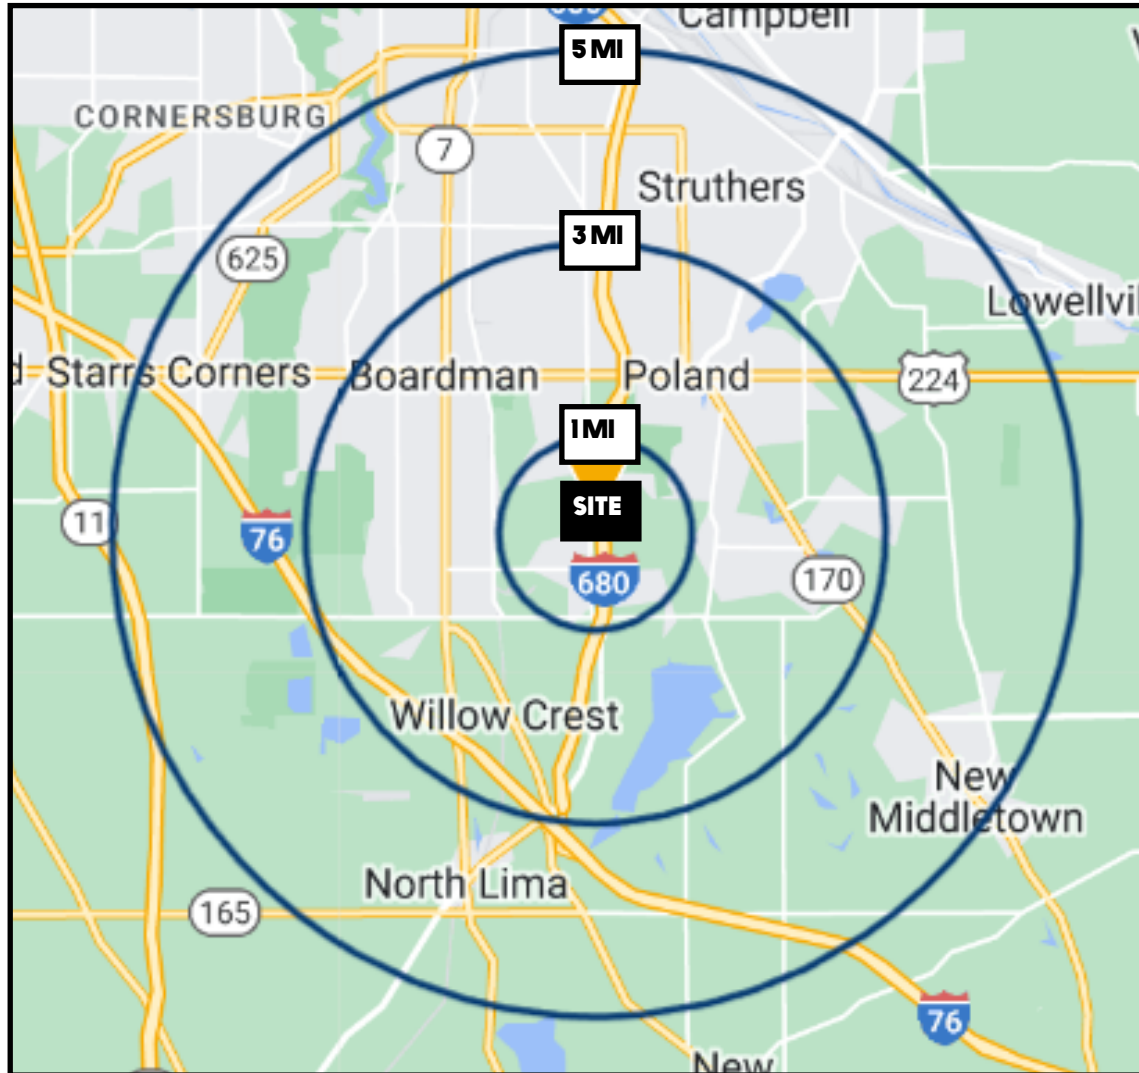 Campbell
5 MI
CORNERSBURG
7
Struthers
3 MI
625
Lowellvil
d
Starrs Corners
Boardman
Poland
224
1 MI
SITE
11
76
680
170
Willow Crest
New
Middletown
North Lima
165
76
New